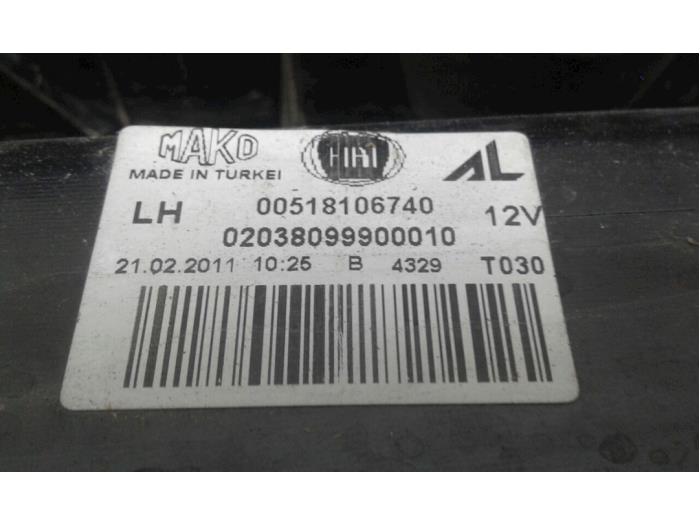 MAKO FIAT AL
MADE IN TURKEI
LH 00518106740 12V
02038099900010
21.02.2011 10:25 B 4329 T030